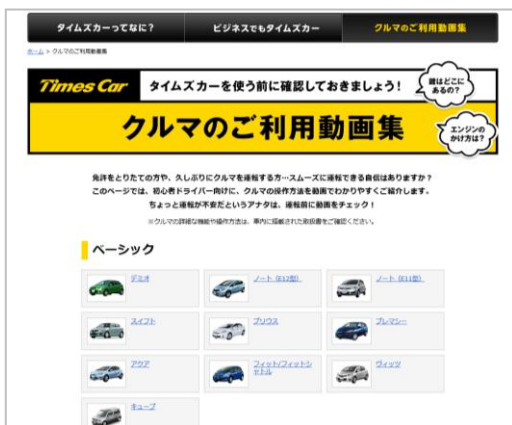 タイムズカーってなに?
ビジネスでもタイムズカー
クルマのご利用動画集
ホーム > クルマのご利用動画集
Times Car
タイムズカーを使う前に確認しておきましょう!
鍵はどこに
あるの?
クルマのご利用動画集
エンジンの
かけ方は?
免許をとりたての方や、久しぶりにクルマを運転する方…スムーズに運転できる自信はありますか?
このページでは、初心者ドライバー向けに、クルマの操作方法を動画でわかりやすくご紹介します。
ちょっと運転が不安だというアナタは、運転前に動画をチェック!
※クルマの詳細な機能や操作方法は、車内に搭載された取扱書をご確認ください。
ベーシック
デミオ
ノート(E12型)
ノート(E11型)
スイフト
プリウス
プレマシー
アクア
フィット/フィットシ
ャトル
ヴィッツ
キューブ